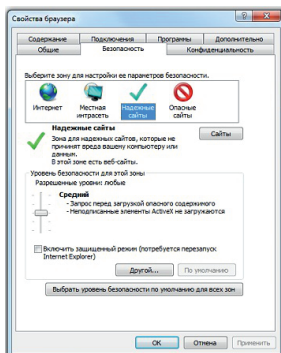 Свойства браузера
Содержание Подключения Программы Дополнительно
Общие Безопасность Конфиденциальность
Выберите зону для настройки ее параметров безопасности.
Интернет Местная интрасеть Надежные сайты Опасные сайты
Надежные сайты
Сайты
Зона для надежных сайтов, которые не
причинят вреда вашему компьютеру или
данным.
В этой зоне есть веб-сайты.
Уровень безопасности для этой зоны
Разрешенные уровни: любые
Средний
- Запрос перед загрузкой опасного содержимого
- Неподписанные элементы ActiveX не загружаются
Включить защищенный режим (потребуется перезапуск
Internet Explorer)
Другой... По умолчанию
Выбрать уровень безопасности по умолчанию для всех зон
OK Отмена Применить